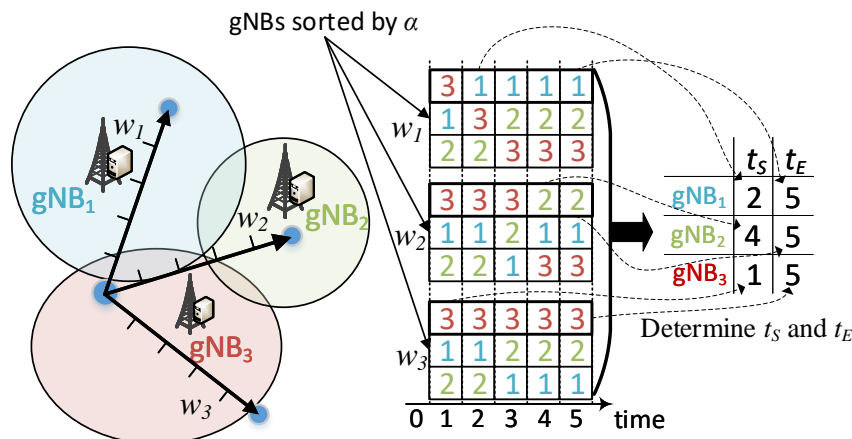 gNBs sorted by α
w1
gNB1
w2
gNB2
gNB3
w3
w1
3 1 1 1 1
1 3 2 2 2
2 2 3 3 3
w2
3 3 3 2 2
1 1 2 1 1
2 2 1 3 3
w3
3 3 3 3 3
1 1 2 2 2
2 2 1 1 1
0 1 2 3 4 5 time
tS tE
gNB1 2 5
gNB2 4 5
gNB3 1 5
Determine tS and tE